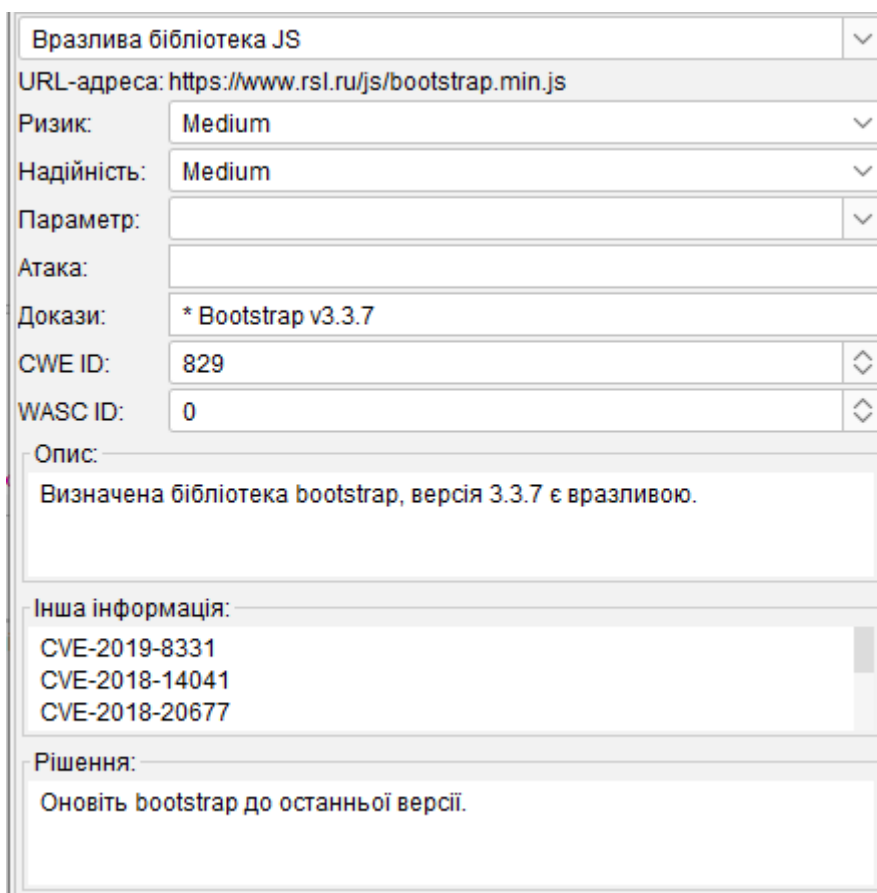 Вразлива бібліотека JS
URL-адреса: https://www.rsl.ru/js/bootstrap.min.js
Ризик: Medium
Надійність: Medium
Параметр:
Атака:
Докази: * Bootstrap v3.3.7
CWE ID: 829
WASC ID: 0
Опис:
Визначена бібліотека bootstrap, версія 3.3.7 є вразливою.
Інша інформація:
CVE-2019-8331
CVE-2018-14041
CVE-2018-20677
Рішення:
Оновіть bootstrap до останньої версії.